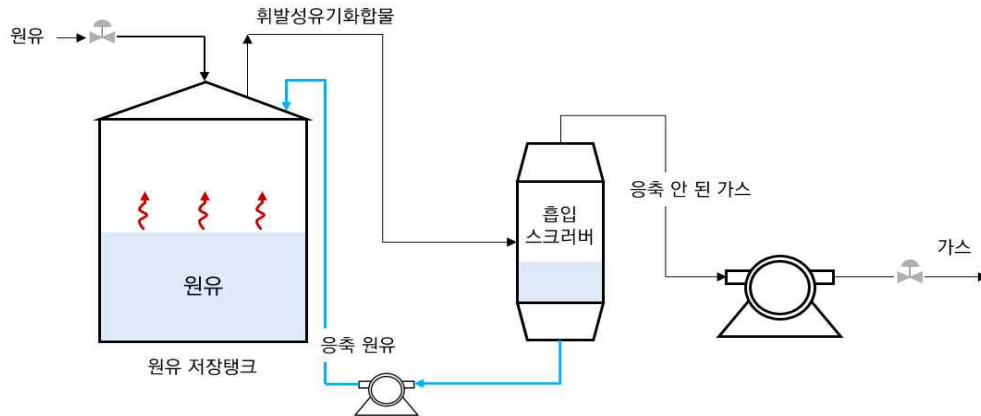 휘발성유기화합물
원유
응축 안 된 가스
흡입
스크러버
가스
원유
응축 원유
원유 저장탱크